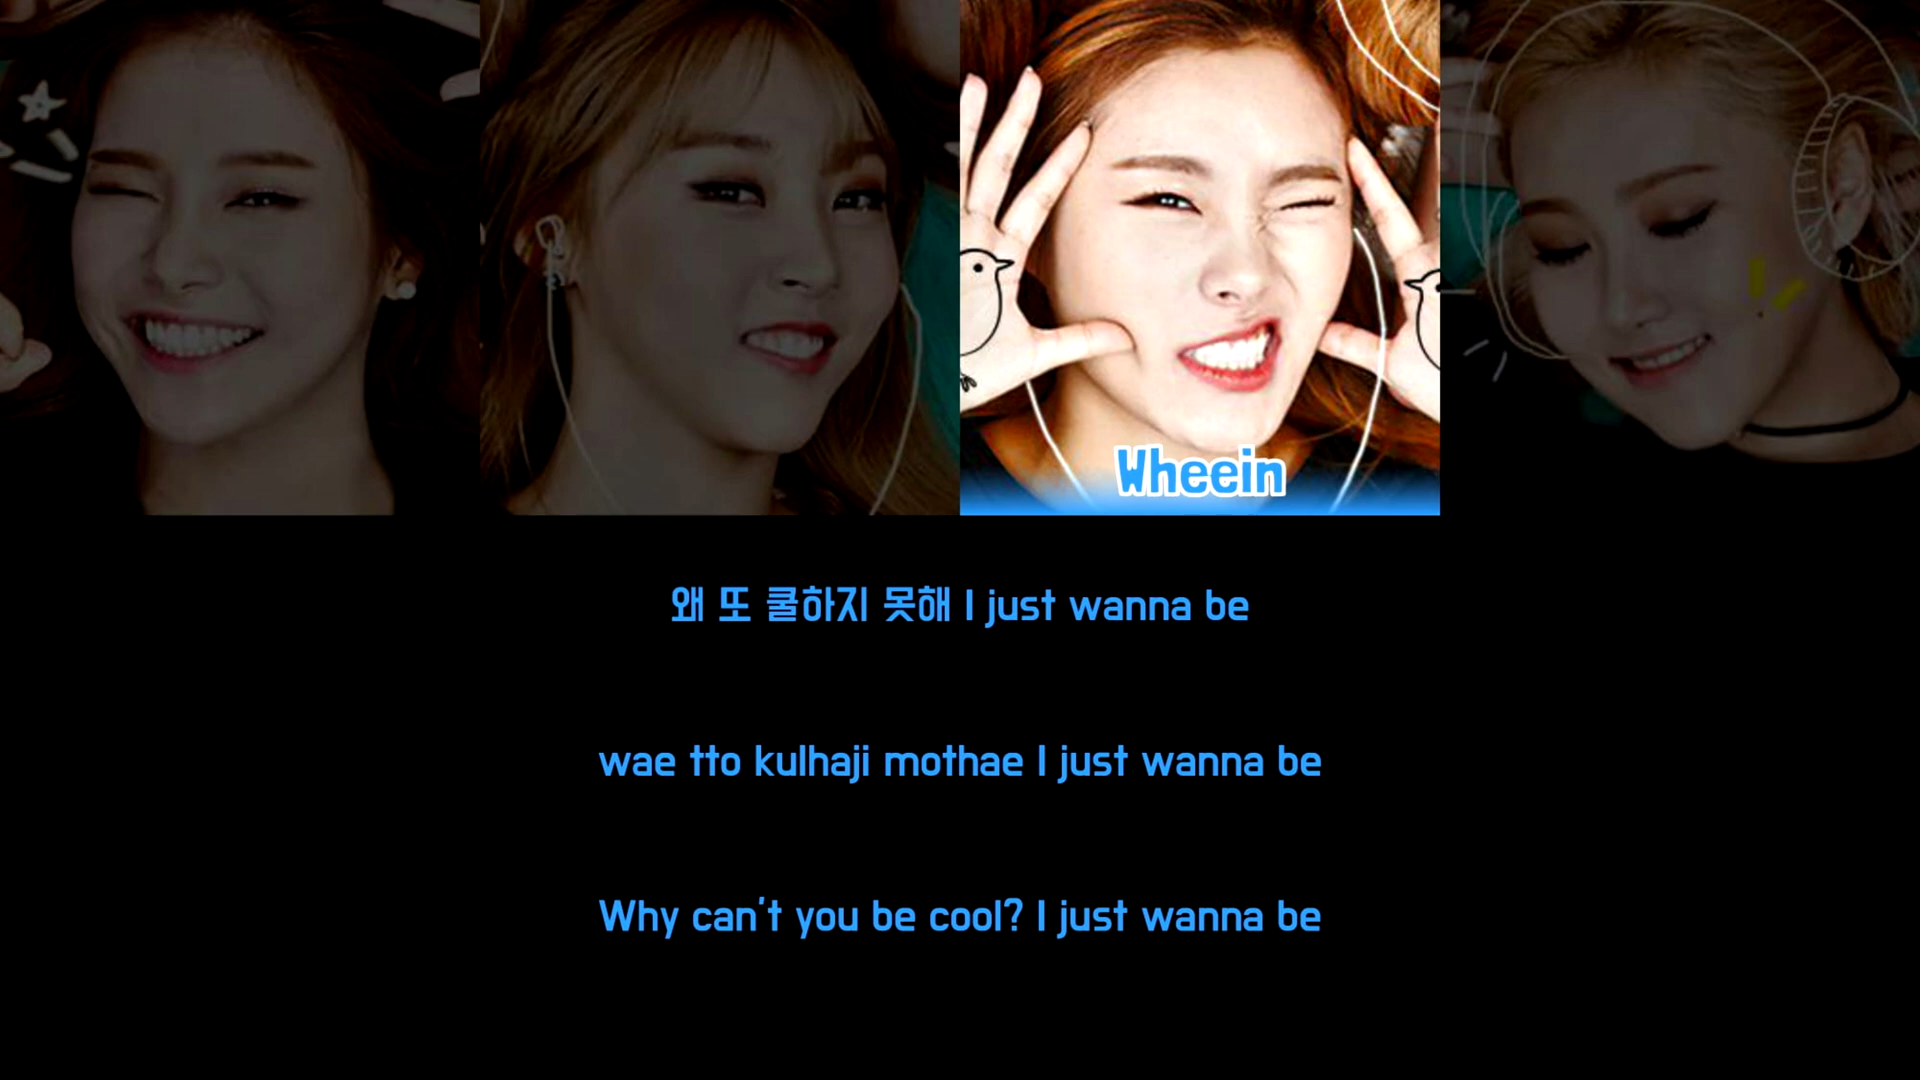 Wheein
왜 또 쿨하지 못해 I just wanna be
wae tto kulhaji mothae I just wanna be
Why can't you be cool? I just wanna be